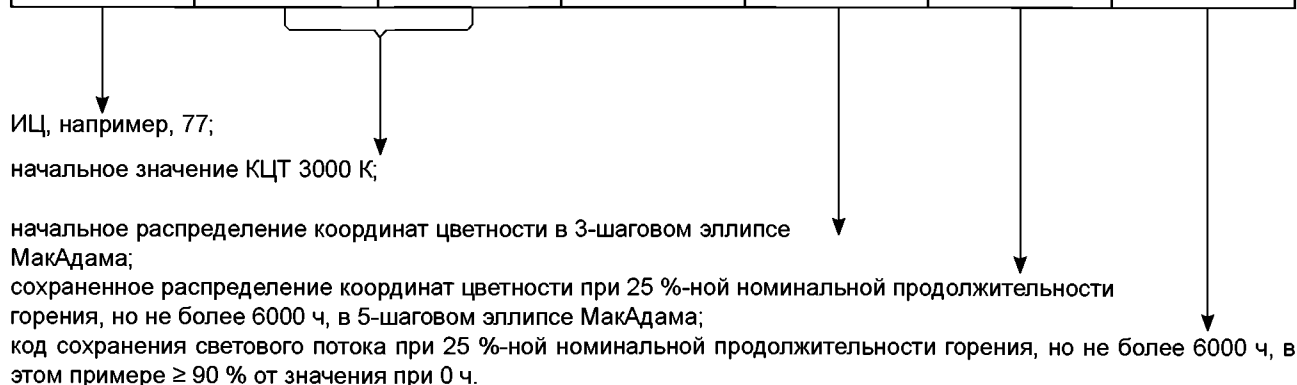 ИЦ, например, 77;
начальное значение КЦТ 3000 К;
начальное распределение координат цветности в 3-шаговом эллипсе
МакАдама;
сохраненное распределение координат цветности при 25 %-ной номинальной продолжительности
горения, но не более 6000 ч, в 5-шаговом эллипсе МакАдама;
код сохранения светового потока при 25 %-ной номинальной продолжительности горения, но не более 6000 ч, в
этом примере ≥ 90 % от значения при 0 ч.